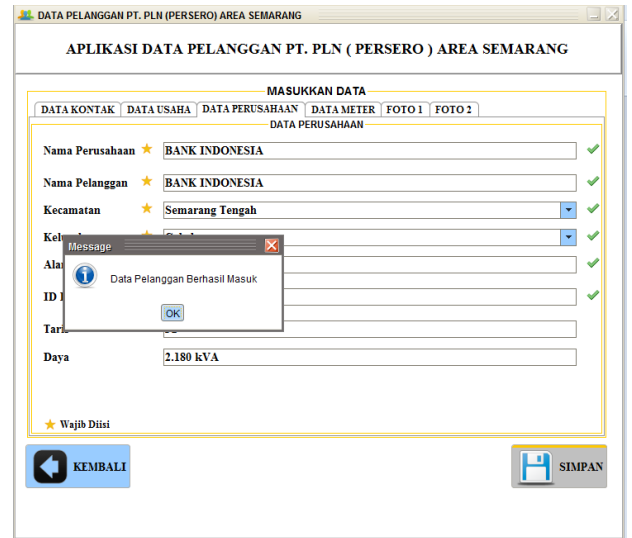 DATA PELANGGAN PT. PLN (PERSERO) AREA SEMARANG
APLIKASI DATA PELANGGAN PT. PLN ( PERSERO ) AREA SEMARANG
MASUKKAN DATA
DATA KONTAK DATA USAHA DATA PERUSAHAAN DATA METER FOTO 1 FOTO 2
DATA PERUSAHAAN
Nama Perusahaan BANK INDONESIA
Nama Pelanggan BANK INDONESIA
Kecamatan Semarang Tengah
Message
Data Pelanggan Berhasil Masuk
OK
ID
Daya 2.180 kVA
Wajib Diisi
KEMBALI
SIMPAN